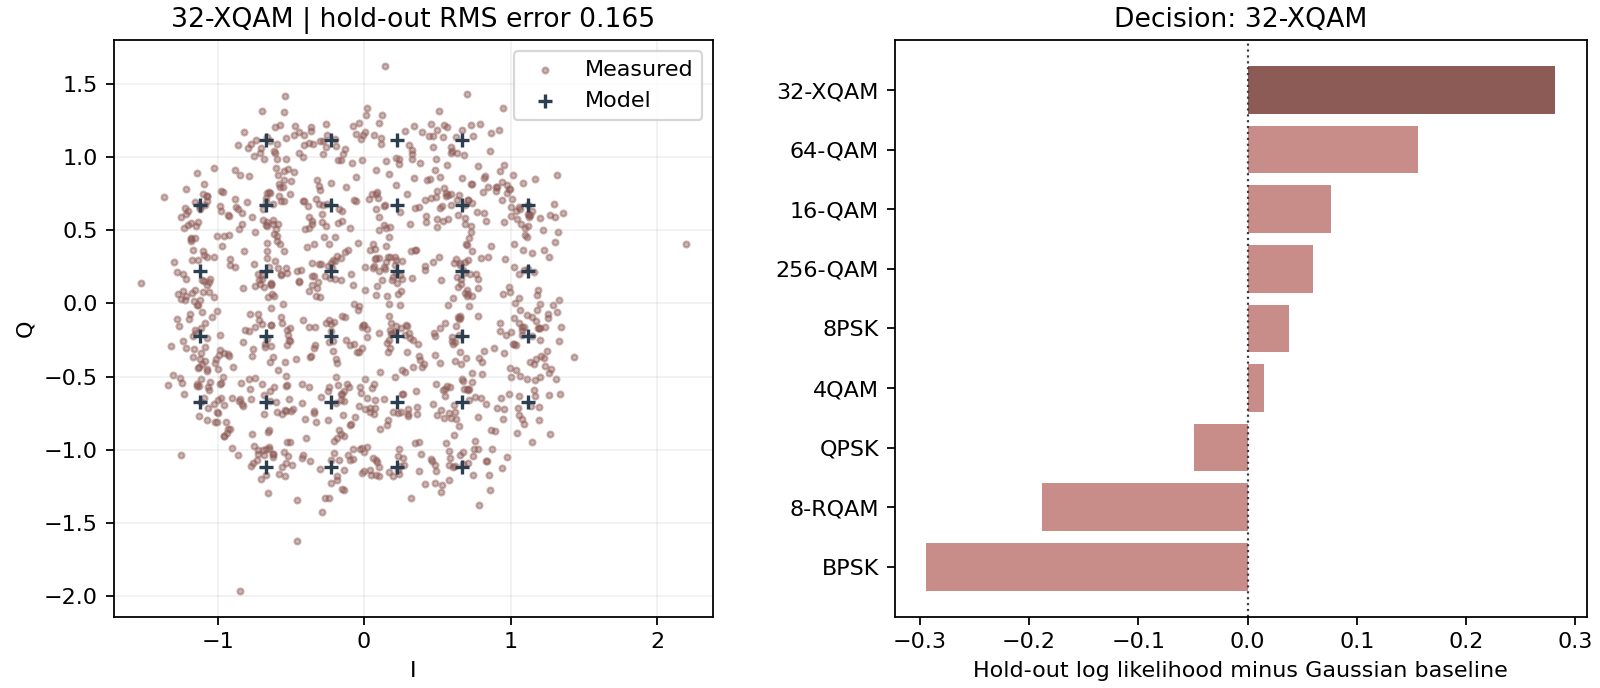 32-XQAM | hold-out RMS error 0.165
Measured
Model
1.5
1.0
0.5
0.0
−0.5
−1.0
−1.5
−2.0
Q
−1
0
1
2
I
Decision: 32-XQAM
32-XQAM
64-QAM
16-QAM
256-QAM
8PSK
4QAM
QPSK
8-RQAM
BPSK
−0.3
−0.2
−0.1
0.0
0.1
0.2
0.3
Hold-out log likelihood minus Gaussian baseline